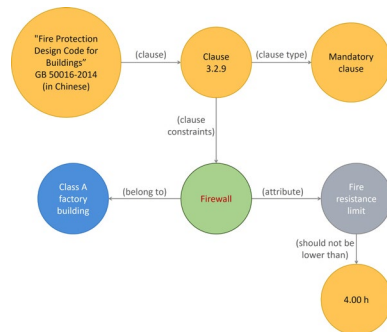 "Fire Protection
Design Code for
Buildings"
GB 50016-2014
(in Chinese)
(clause)
Clause
3.2.9
(clause type)
Mandatory
clause
(clause
constraints)
Class A
factory
building
(belong to)
Firewall
(attribute)
Fire
resistance
limit
(should not be
lower than)
4.00 h